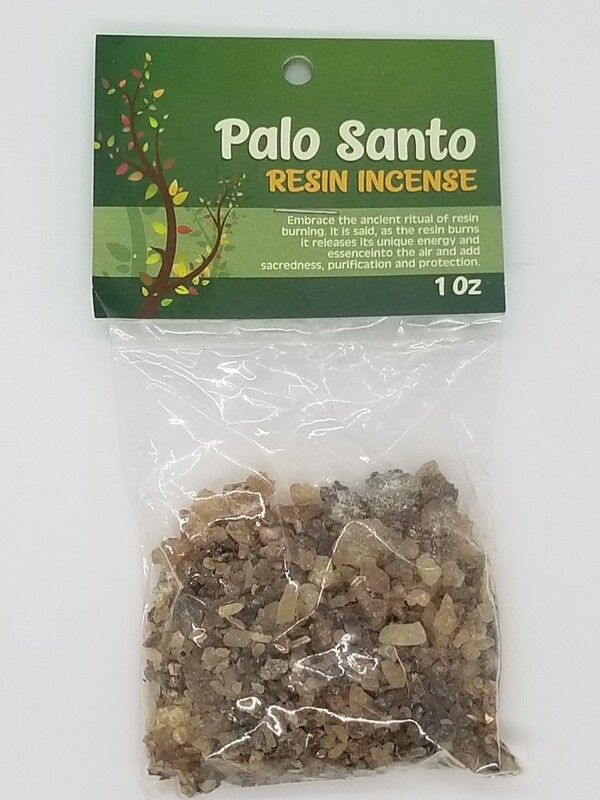 Palo Santo
RESIN INCENSE
Embrace the ancient ritual of resin
burning. It is said, as the resin burns
it releases its unique energy and
essenceinto the air and add
sacredness, purification and protection.
1 Oz